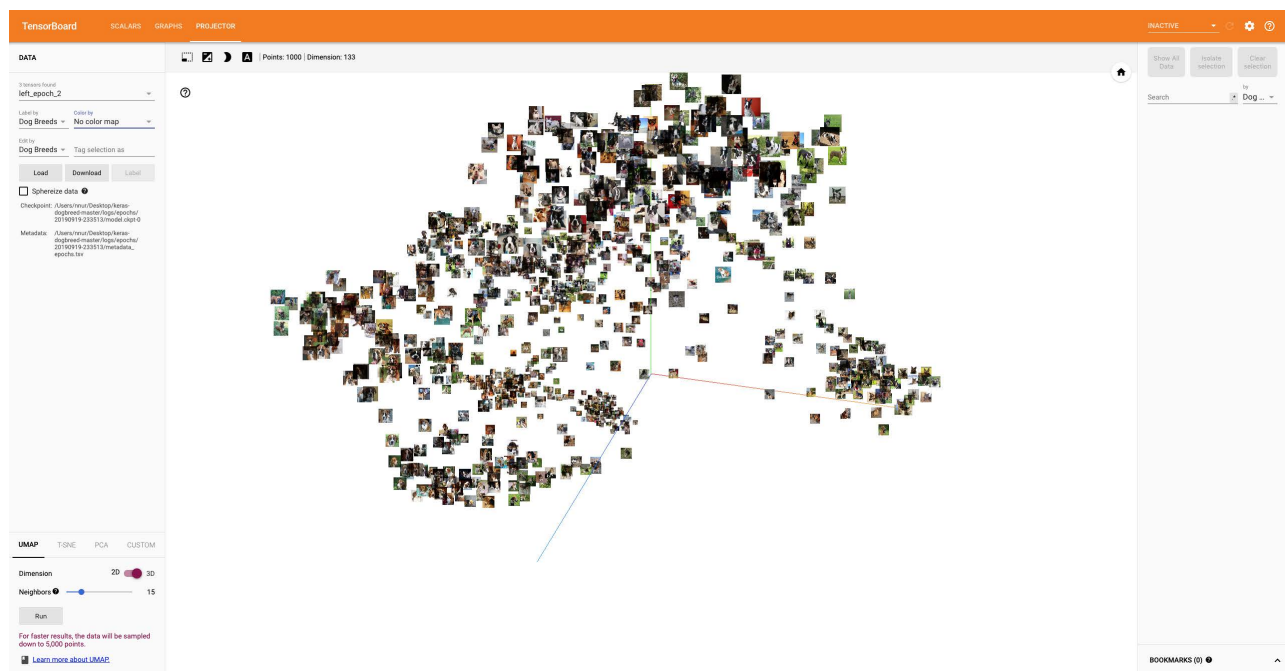 TensorBoard SCALARS GRAPHS PROJECTOR INACTIVE
DATA
Points: 1000 | Dimension: 133
3 tensors found
left_epoch_2
Label by
Dog Breeds
Color by
No color map
Edit by
Dog Breeds
Tag selection as
Load Download Label
Sphereize data
Checkpoint: /Users/nnur/Desktop/keras-
dogbreed-master/logs/epochs/
20190919-233513/model.ckpt-0
Metadata: /Users/nnur/Desktop/keras-
dogbreed-master/logs/epochs/
20190919-233513/metadata_
epochs.tsv
UMAP T-SNE PCA CUSTOM
Dimension 2D 3D
Neighbors 15
Run
For faster results, the data will be sampled
down to 5,000 points.
Learn more about UMAP.
Show All
Data
Isolate
selection
Clear
selection
Search .*
by
Dog ...
BOOKMARKS (0)